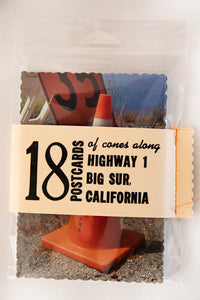 18
POSTCARDS
of cones along
HIGHWAY 1
BIG SUR,
CALIFORNIA